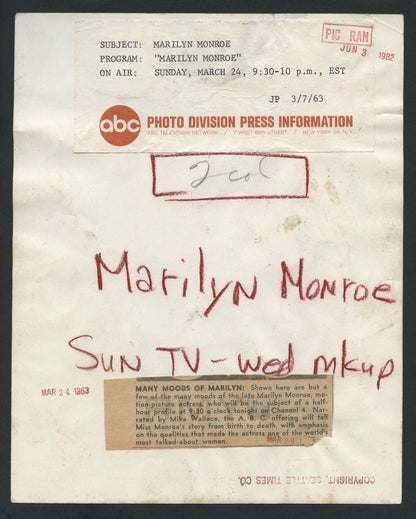 SUBJECT: MARILYN MONROE
PROGRAM: "MARILYN MONROE"
ON AIR: SUNDAY, MARCH 24, 9:30-10 p.m., EST
JP 3/7/63
PIC RAN
JUN 3 1982
abc PHOTO DIVISION PRESS INFORMATION
ABC TELEVISION NETWORK / 7 WEST 66th STREET / NEW YORK 23, N.Y.
2 col
Marilyn Monroe
Sun TV - wed mkup
MAR 24 1963
MANY MOODS OF MARILYN: Shown here are but a
few of the many moods of the late Marilyn Monroe, mo-
tion-picture actress, who will be the subject of a half-
hour profile at 9:30 o'clock tonight on Channel 4. Nar-
rated by Mike Wallace, the A. B. C. offering will tell
Miss Monroe's story from birth to death, with emphasis
on the qualities that made the actress one of the world's
most talked-about women.
MAR 24
COPYRIGHT, SEATTLE TIMES CO.